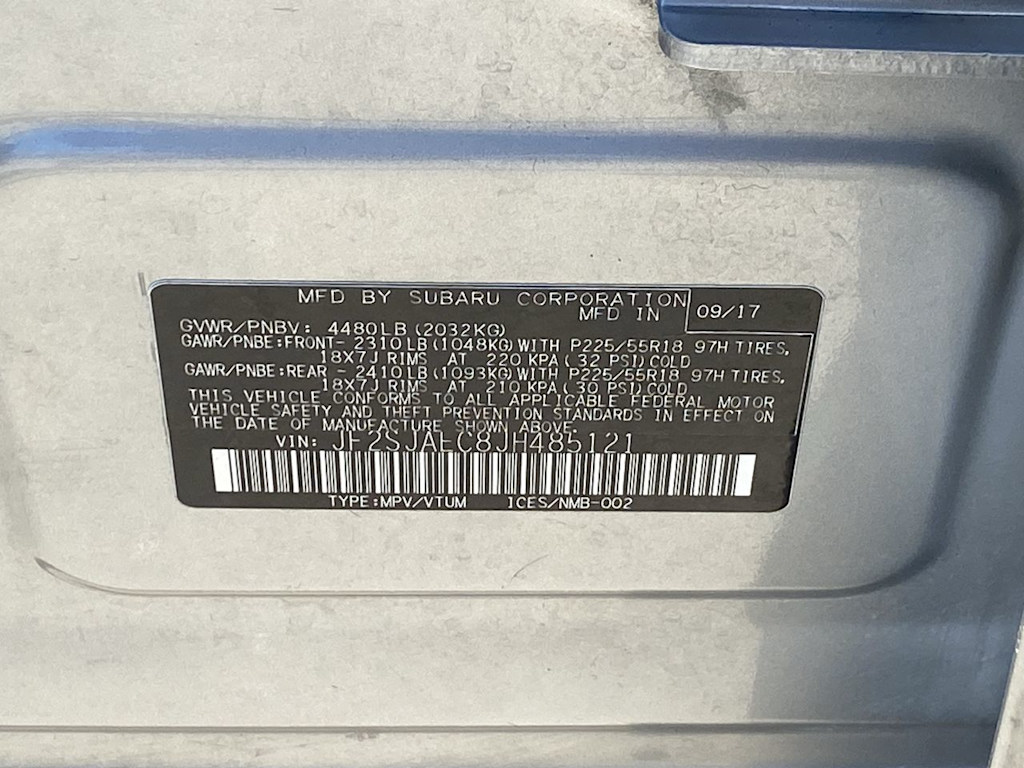 MFD BY SUBARU CORPORATION
MFD IN 09/17
GVWR/PNBV: 4480LB(2032KG)
GAWR/PNBE:FRONT- 2310LB(1048KG)WITH P225/55R18 97H TIRES,
18X7J RIMS AT 220 KPA( 32 PSI)COLD
GAWR/PNBE:REAR - 2410LB(1093KG)WITH P225/55R18 97H TIRES,
18X7J RIMS AT 210 KPA( 30 PSI)COLD
THIS VEHICLE CONFORMS TO ALL APPLICABLE FEDERAL MOTOR
VEHICLE SAFETY AND THEFT PREVENTION STANDARDS IN EFFECT ON
THE DATE OF MANUFACTURE SHOWN ABOVE.
VIN: JF2SJAEC8JH485121
TYPE:MPV/VTUM ICES/NMB-002